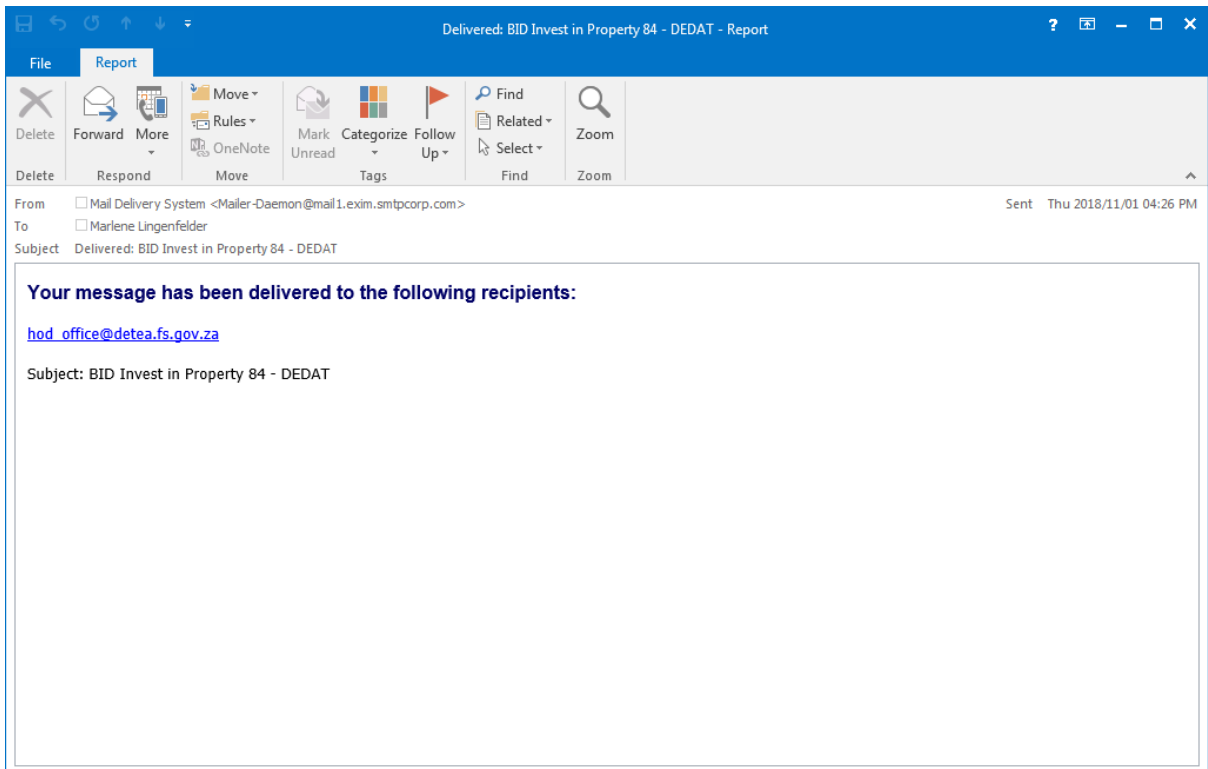 Delivered: BID Invest in Property 84 - DEDAT - Report
File Report
Delete Forward More Move Rules OneNote Mark Unread Categorize Follow Up Find Related Select Zoom
Delete Respond Move Tags Find Zoom
From Mail Delivery System <Mailer-Daemon@mail1.exim.smtpcorp.com> Sent Thu 2018/11/01 04:26 PM
To Marlene Lingenfelder
Subject Delivered: BID Invest in Property 84 - DEDAT
Your message has been delivered to the following recipients:
hod_office@detea.fs.gov.za
Subject: BID Invest in Property 84 - DEDAT